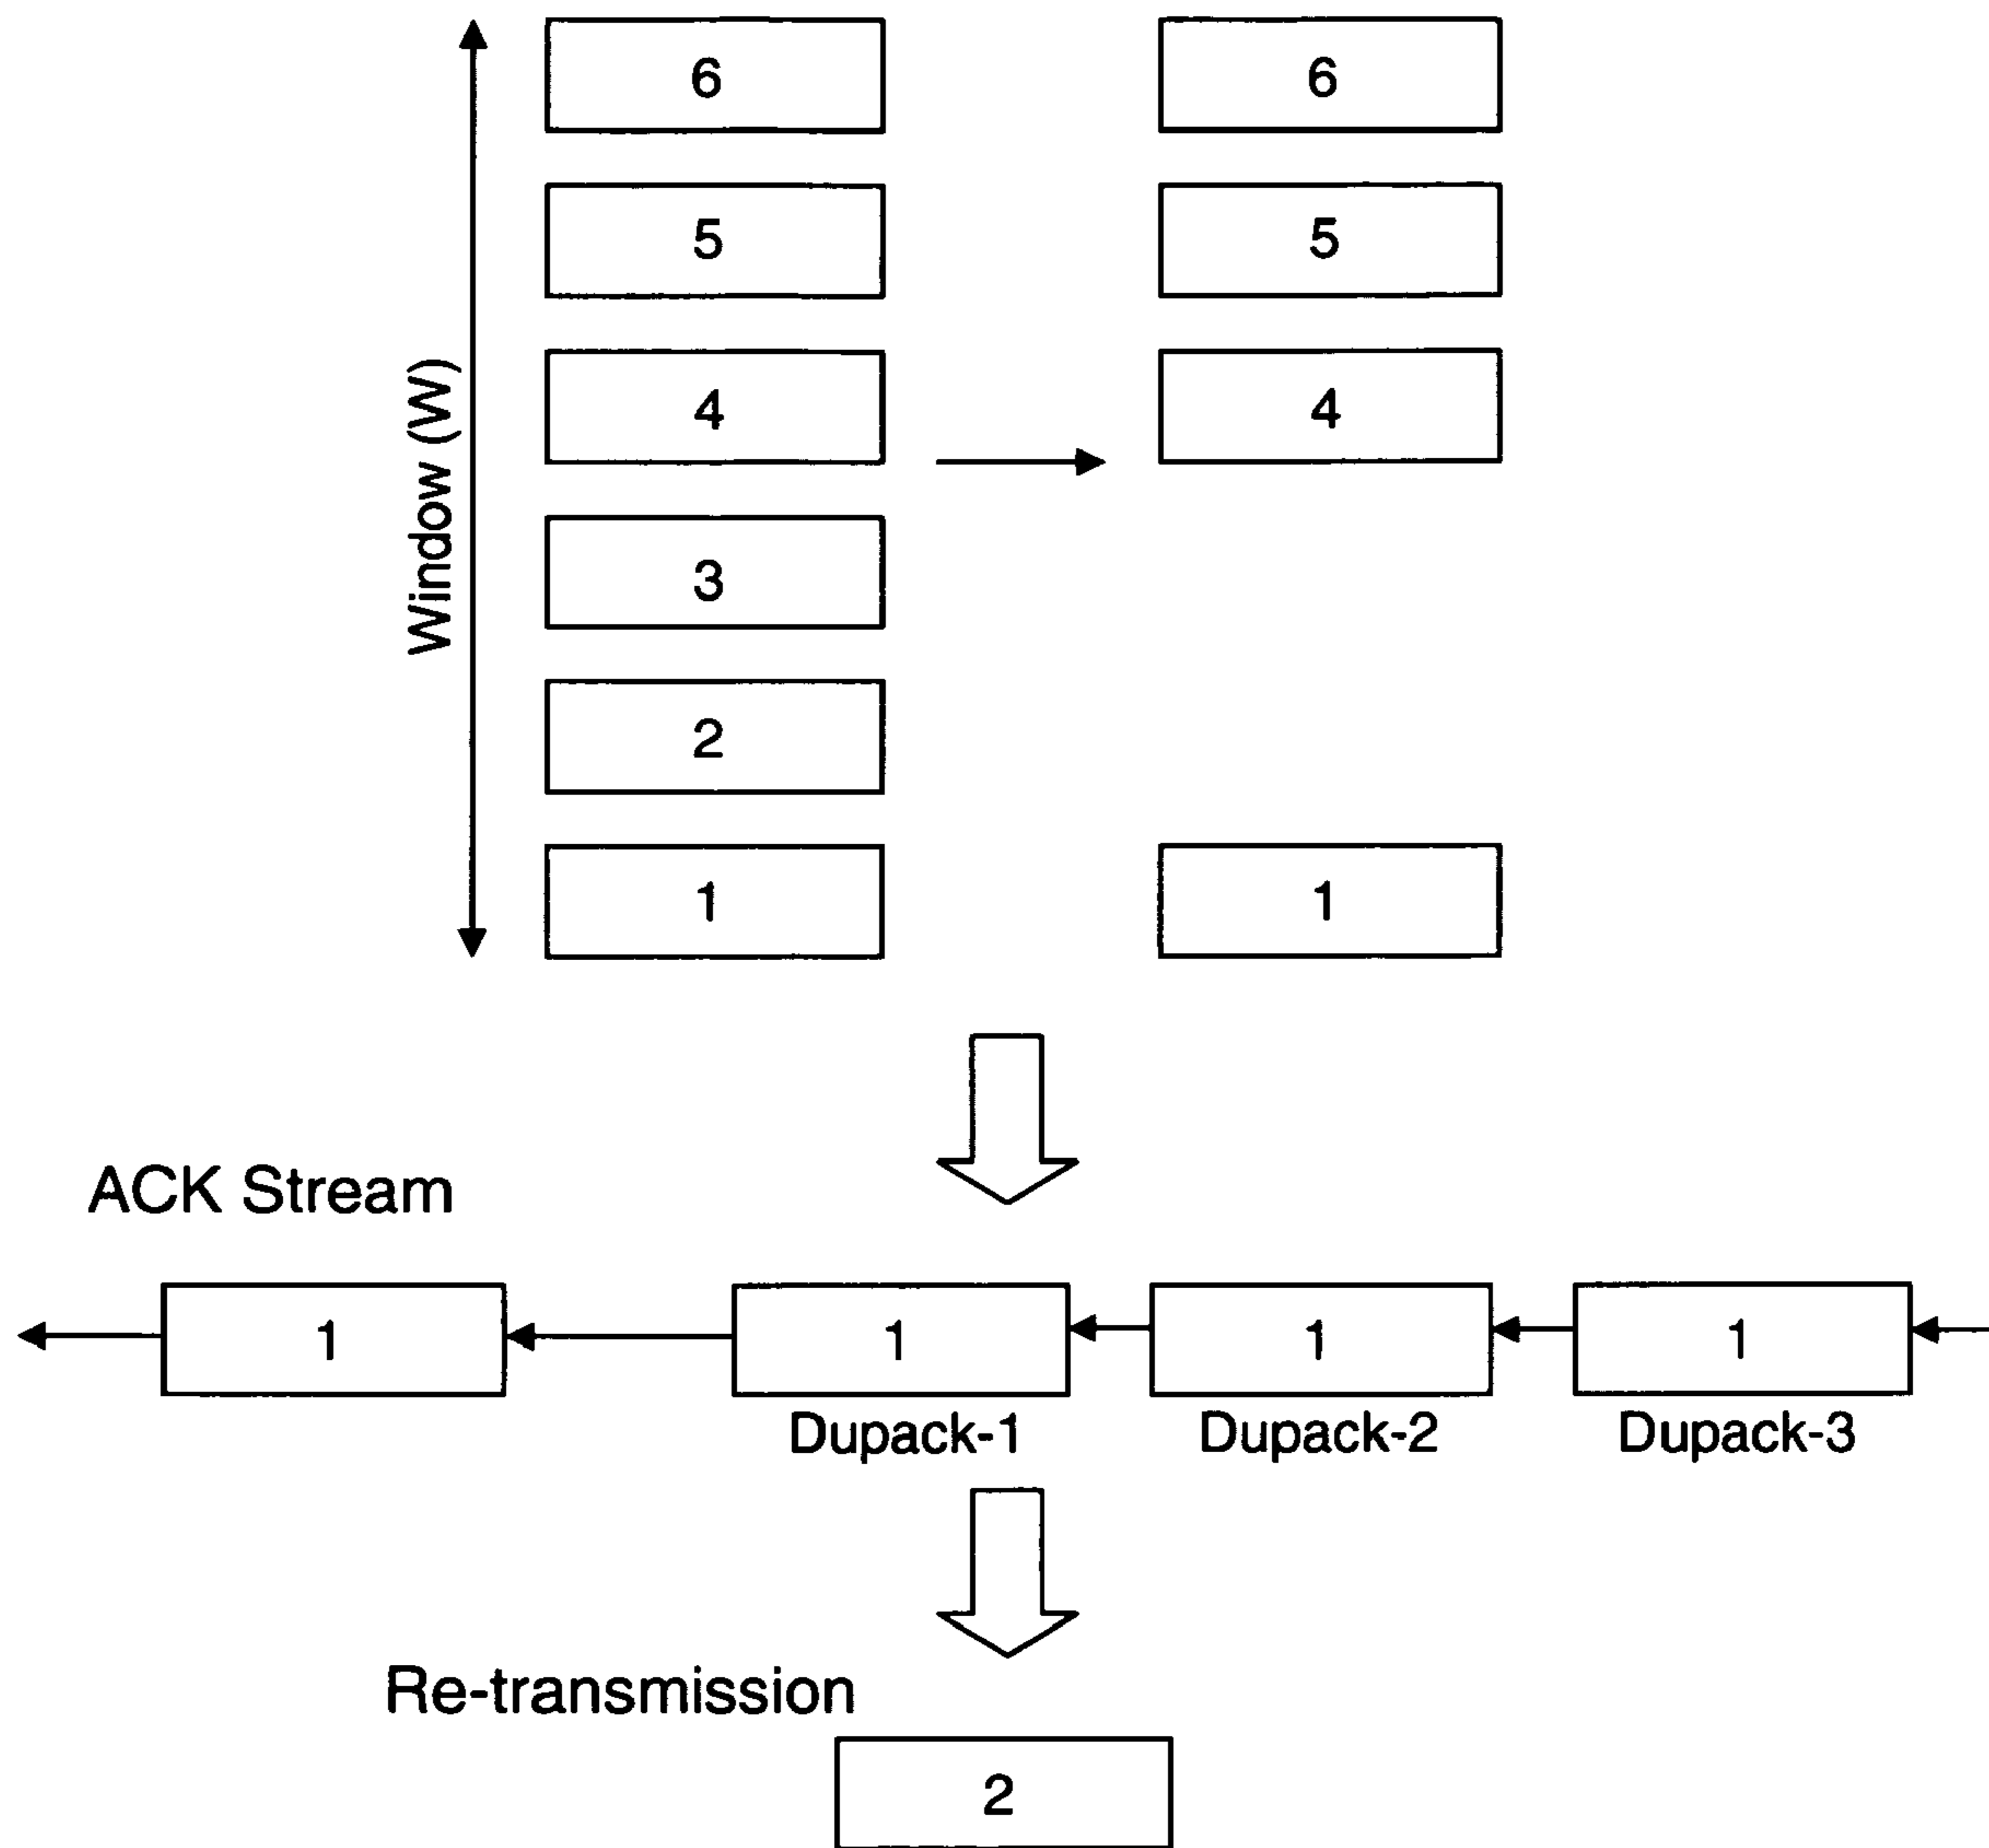 6 6
5 5
4 4
Window (W)
3
2
1 1
ACK Stream
1 1 1 1
Dupack-1 Dupack-2 Dupack-3
Re-transmission
2